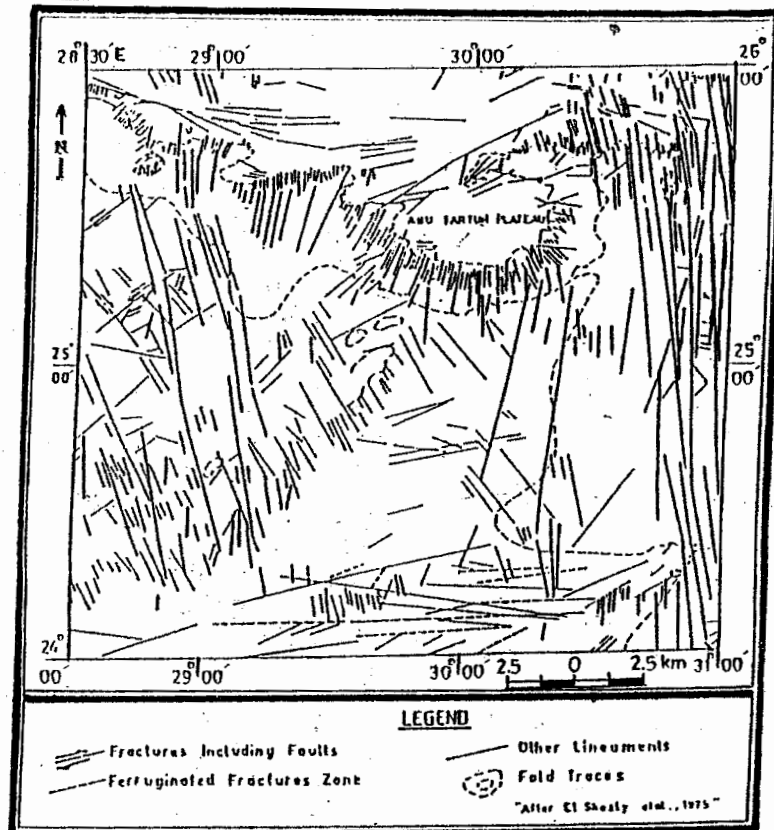 30' E 29°00' 30°00' 26°
00'
N
ABU TARTUR PLATEAU
25° 25°
00' 00'
24°
00' 29°00' 30°00' 31°00'
2.5 0 2.5 km
LEGEND
Fractures Including Faults
Other Lineaments
Ferruginated Fractures Zone
Fold Traces
"After El Shazly et al., 1975"